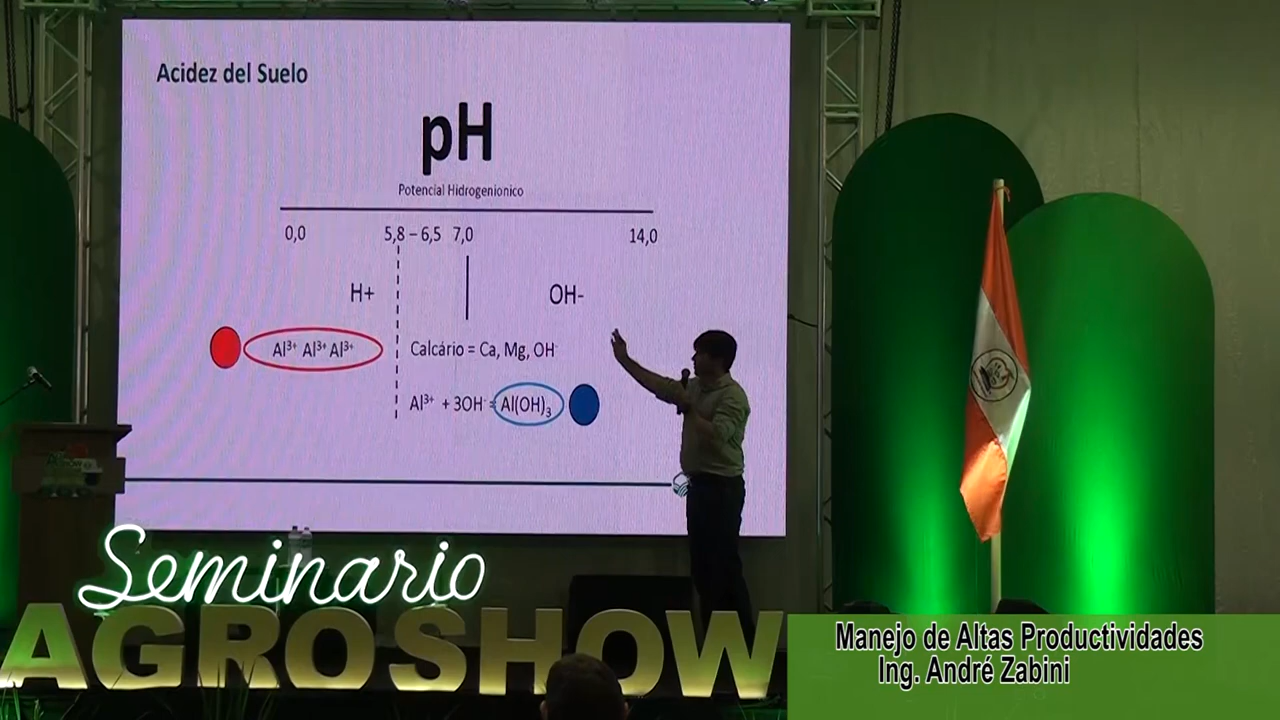 Acidez del Suelo
pH
Potencial Hidrogenionico
0,0 5,8 – 6,5 7,0 14,0
H+ OH-
Al³⁺ Al³⁺ Al³⁺ Calcário = Ca, Mg, OH⁻
Al³⁺ + 3OH⁻ = Al(OH)₃
Seminario
AGROSHOW
Manejo de Altas Productividades
Ing. André Zabini